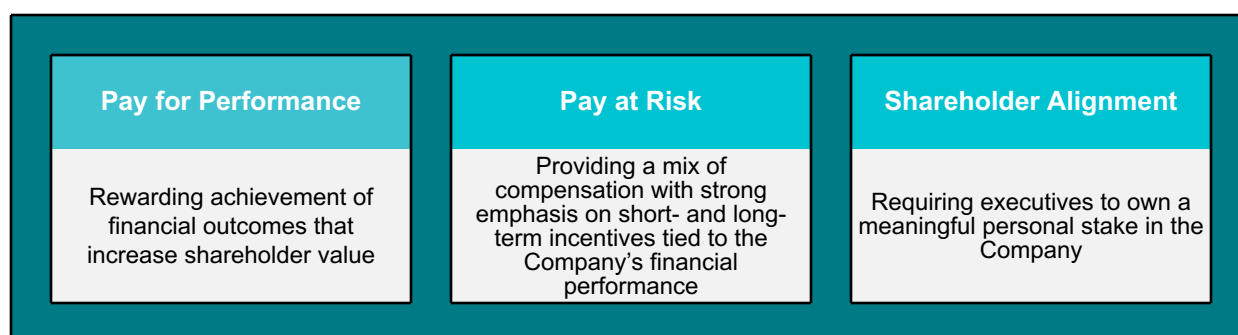 Pay for Performance
Rewarding achievement of
financial outcomes that
increase shareholder value
Pay at Risk
Providing a mix of
compensation with strong
emphasis on short- and long-
term incentives tied to the
Company’s financial
performance
Shareholder Alignment
Requiring executives to own a
meaningful personal stake in the
Company